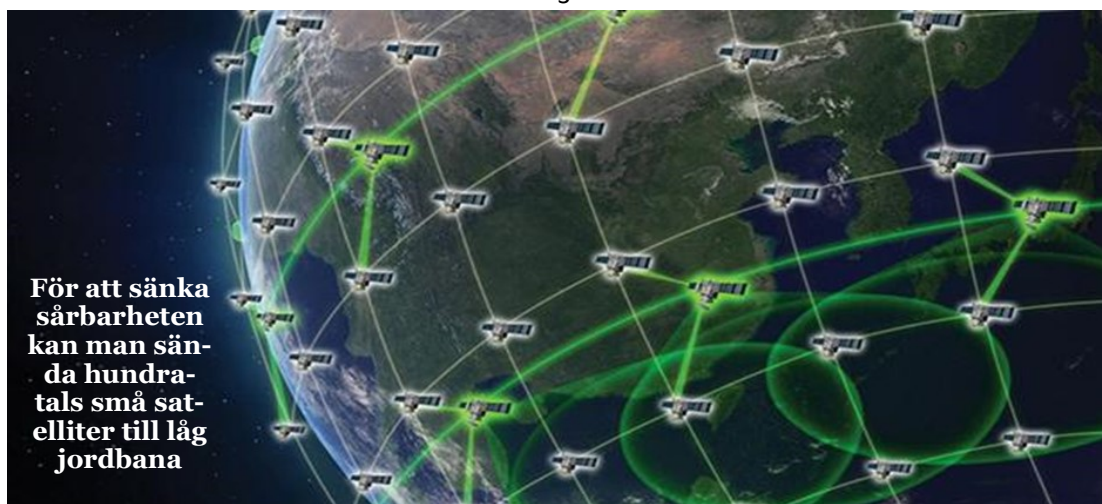 För att sänka
sårbarheten
kan man sän-
da hundra-
tals små sat-
elliter till låg
jordbana